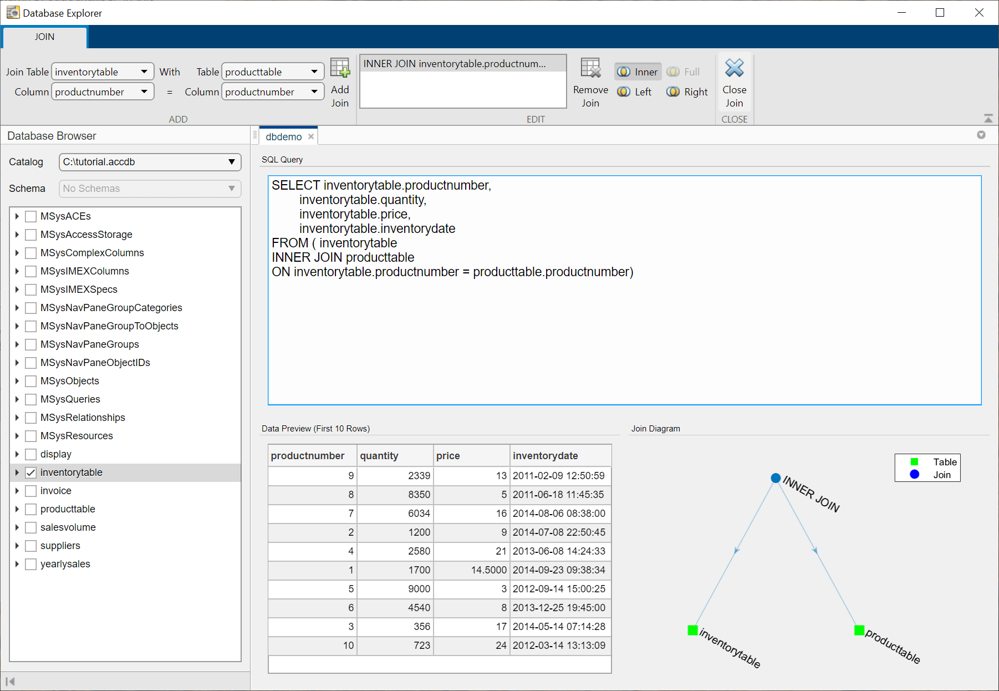 Database Explorer
JOIN
Join Table inventorytable With Table producttable
Column productnumber = Column productnumber
Add
Join
ADD
INNER JOIN inventorytable.productnum...
Remove
Join
Inner Full
Left Right
EDIT
Close
Join
CLOSE
Database Browser
Catalog C:\tutorial.accdb
Schema No Schemas
MSysACEs
MSysAccessStorage
MSysComplexColumns
MSysIMEXColumns
MSysIMEXSpecs
MSysNavPaneGroupCategories
MSysNavPaneGroupToObjects
MSysNavPaneGroups
MSysNavPaneObjectIDs
MSysObjects
MSysQueries
MSysRelationships
MSysResources
display
inventorytable
invoice
producttable
salesvolume
suppliers
yearlysales
dbdemo
SQL Query
SELECT inventorytable.productnumber,
inventorytable.quantity,
inventorytable.price,
inventorytable.inventorydate
FROM ( inventorytable
INNER JOIN producttable
ON inventorytable.productnumber = producttable.productnumber)
Data Preview (First 10 Rows)
productnumber quantity price inventorydate
9 2339 13 2011-02-09 12:50:59
8 8350 5 2011-06-18 11:45:35
7 6034 16 2014-08-06 08:38:00
2 1200 9 2014-07-08 22:50:45
4 2580 21 2013-06-08 14:24:33
1 1700 14.5000 2014-09-23 09:38:34
5 9000 3 2012-09-14 15:00:25
6 4540 8 2013-12-25 19:45:00
3 356 17 2014-05-14 07:14:28
10 723 24 2012-03-14 13:13:09
Join Diagram
Table
Join
INNER JOIN
inventorytable
producttable